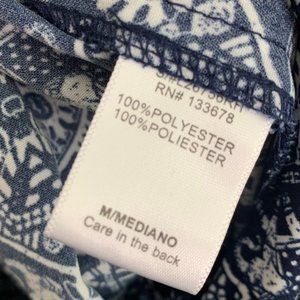 RN# 133678
100%POLYESTER
100%POLIESTER
M/MEDIANO
Care in the back